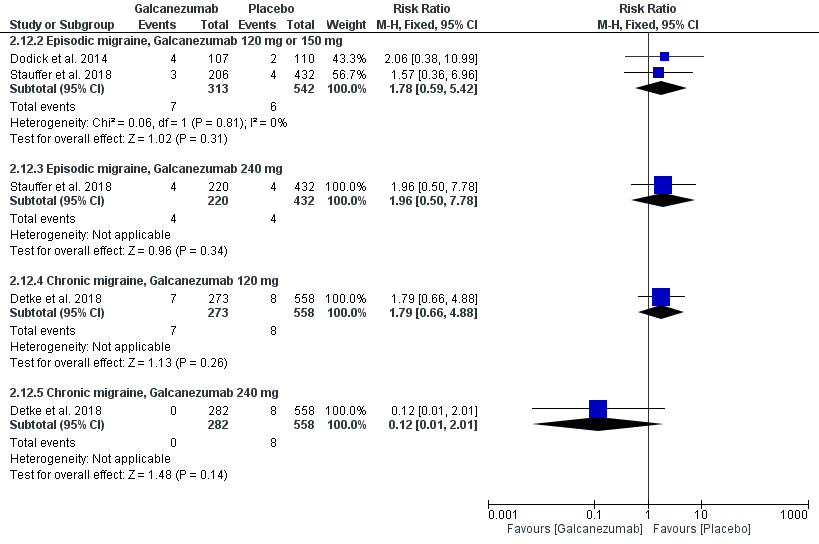 Galcanezumab Placebo Risk Ratio Risk Ratio
Study or Subgroup Events Total Events Total Weight M-H, Fixed, 95% CI M-H, Fixed, 95% CI
2.12.2 Episodic migraine, Galcanezumab 120 mg or 150 mg
Dodick et al. 2014 4 107 2 110 43.3% 2.06 [0.38, 10.99]
Stauffer et al. 2018 3 206 4 432 56.7% 1.57 [0.36, 6.96]
Subtotal (95% CI) 313 542 100.0% 1.78 [0.59, 5.42]
Total events 7 6
Heterogeneity: Chi² = 0.06, df = 1 (P = 0.81); I² = 0%
Test for overall effect: Z = 1.02 (P = 0.31)
2.12.3 Episodic migraine, Galcanezumab 240 mg
Stauffer et al. 2018 4 220 4 432 100.0% 1.96 [0.50, 7.78]
Subtotal (95% CI) 220 432 100.0% 1.96 [0.50, 7.78]
Total events 4 4
Heterogeneity: Not applicable
Test for overall effect: Z = 0.96 (P = 0.34)
2.12.4 Chronic migraine, Galcanezumab 120 mg
Detke et al. 2018 7 273 8 558 100.0% 1.79 [0.66, 4.88]
Subtotal (95% CI) 273 558 100.0% 1.79 [0.66, 4.88]
Total events 7 8
Heterogeneity: Not applicable
Test for overall effect: Z = 1.13 (P = 0.26)
2.12.5 Chronic migraine, Galcanezumab 240 mg
Detke et al. 2018 0 282 8 558 100.0% 0.12 [0.01, 2.01]
Subtotal (95% CI) 282 558 100.0% 0.12 [0.01, 2.01]
Total events 0 8
Heterogeneity: Not applicable
Test for overall effect: Z = 1.48 (P = 0.14)
0.001 0.1 1 10 1000
Favours [Galcanezumab] Favours [Placebo]